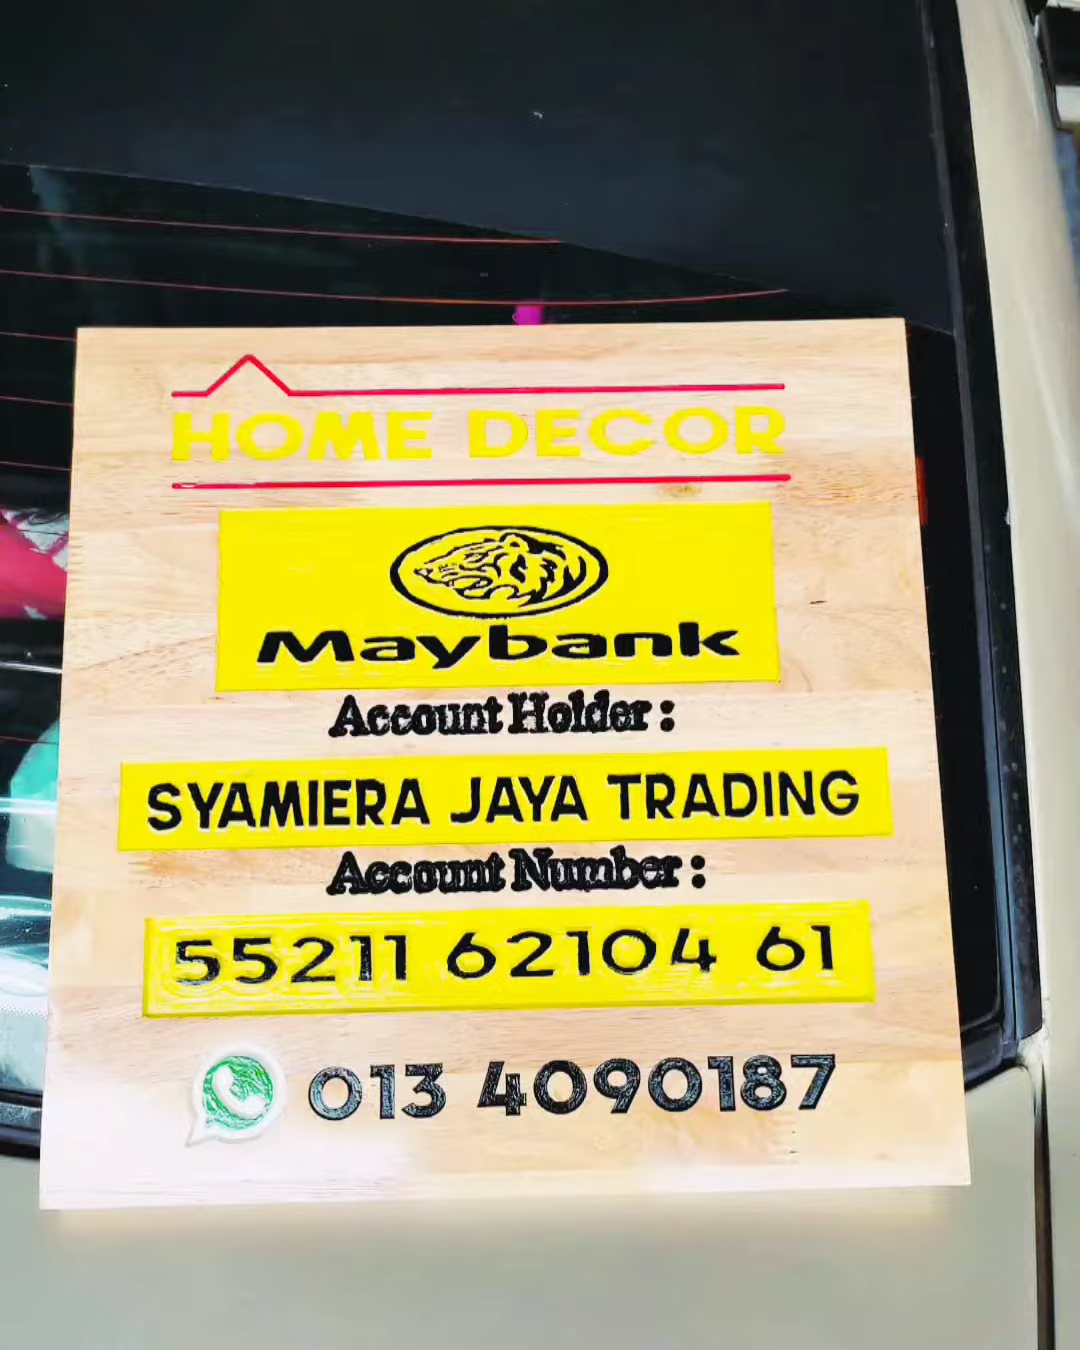 HOME DECOR
Maybank
Account Holder :
SYAMIERA JAYA TRADING
Account Number :
55211 62104 61
013 4090187